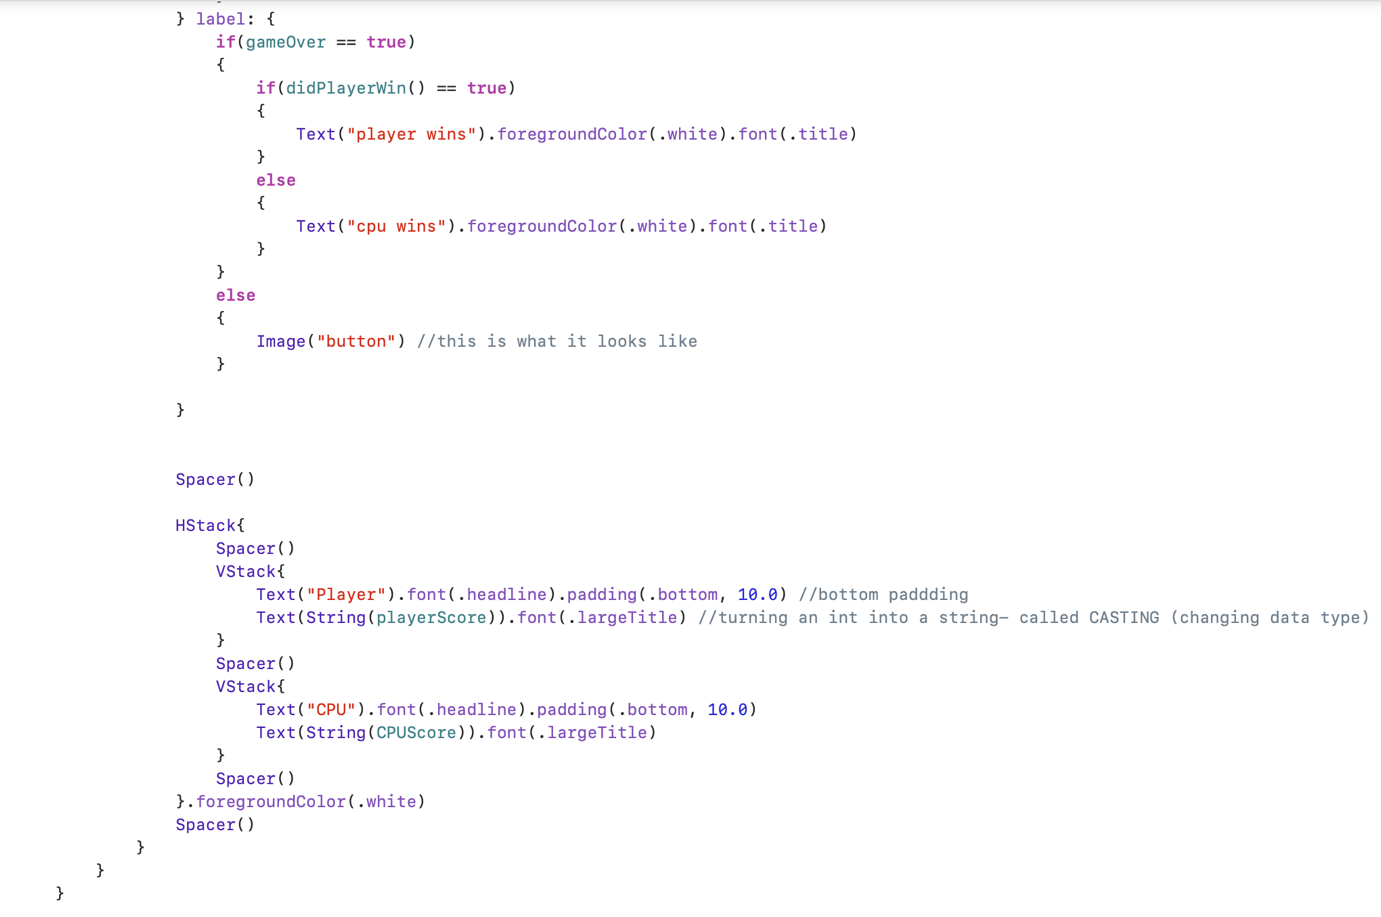 } label: {
if(gameOver == true)
{
if(didPlayerWin() == true)
{
Text("player wins").foregroundColor(.white).font(.title)
}
else
{
Text("cpu wins").foregroundColor(.white).font(.title)
}
}
else
{
Image("button") //this is what it looks like
}
}
Spacer()
HStack{
Spacer()
VStack{
Text("Player").font(.headline).padding(.bottom, 10.0) //bottom paddding
Text(String(playerScore)).font(.largeTitle) //turning an int into a string– called CASTING (changing data type)
}
Spacer()
VStack{
Text("CPU").font(.headline).padding(.bottom, 10.0)
Text(String(CPUScore)).font(.largeTitle)
}
Spacer()
}.foregroundColor(.white)
Spacer()
}
}
}